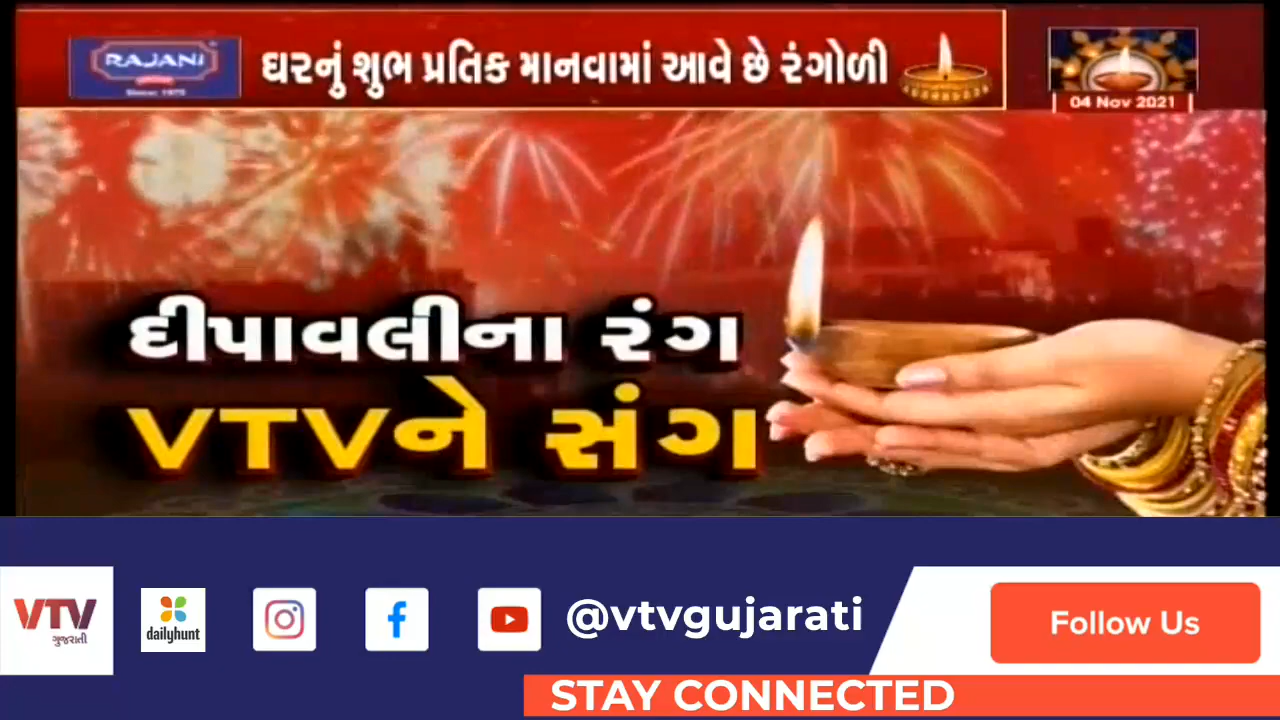 RAJANI
Since: 1975
ઘરનું શુભ પ્રતિક માનવામાં આવે છે રંગોળી
04 Nov 2021
દીપાવલીના રંગ
VTVને સંગ
VTV
ગુજરાતી
dailyhunt
@vtvgujarati
Follow Us
STAY CONNECTED